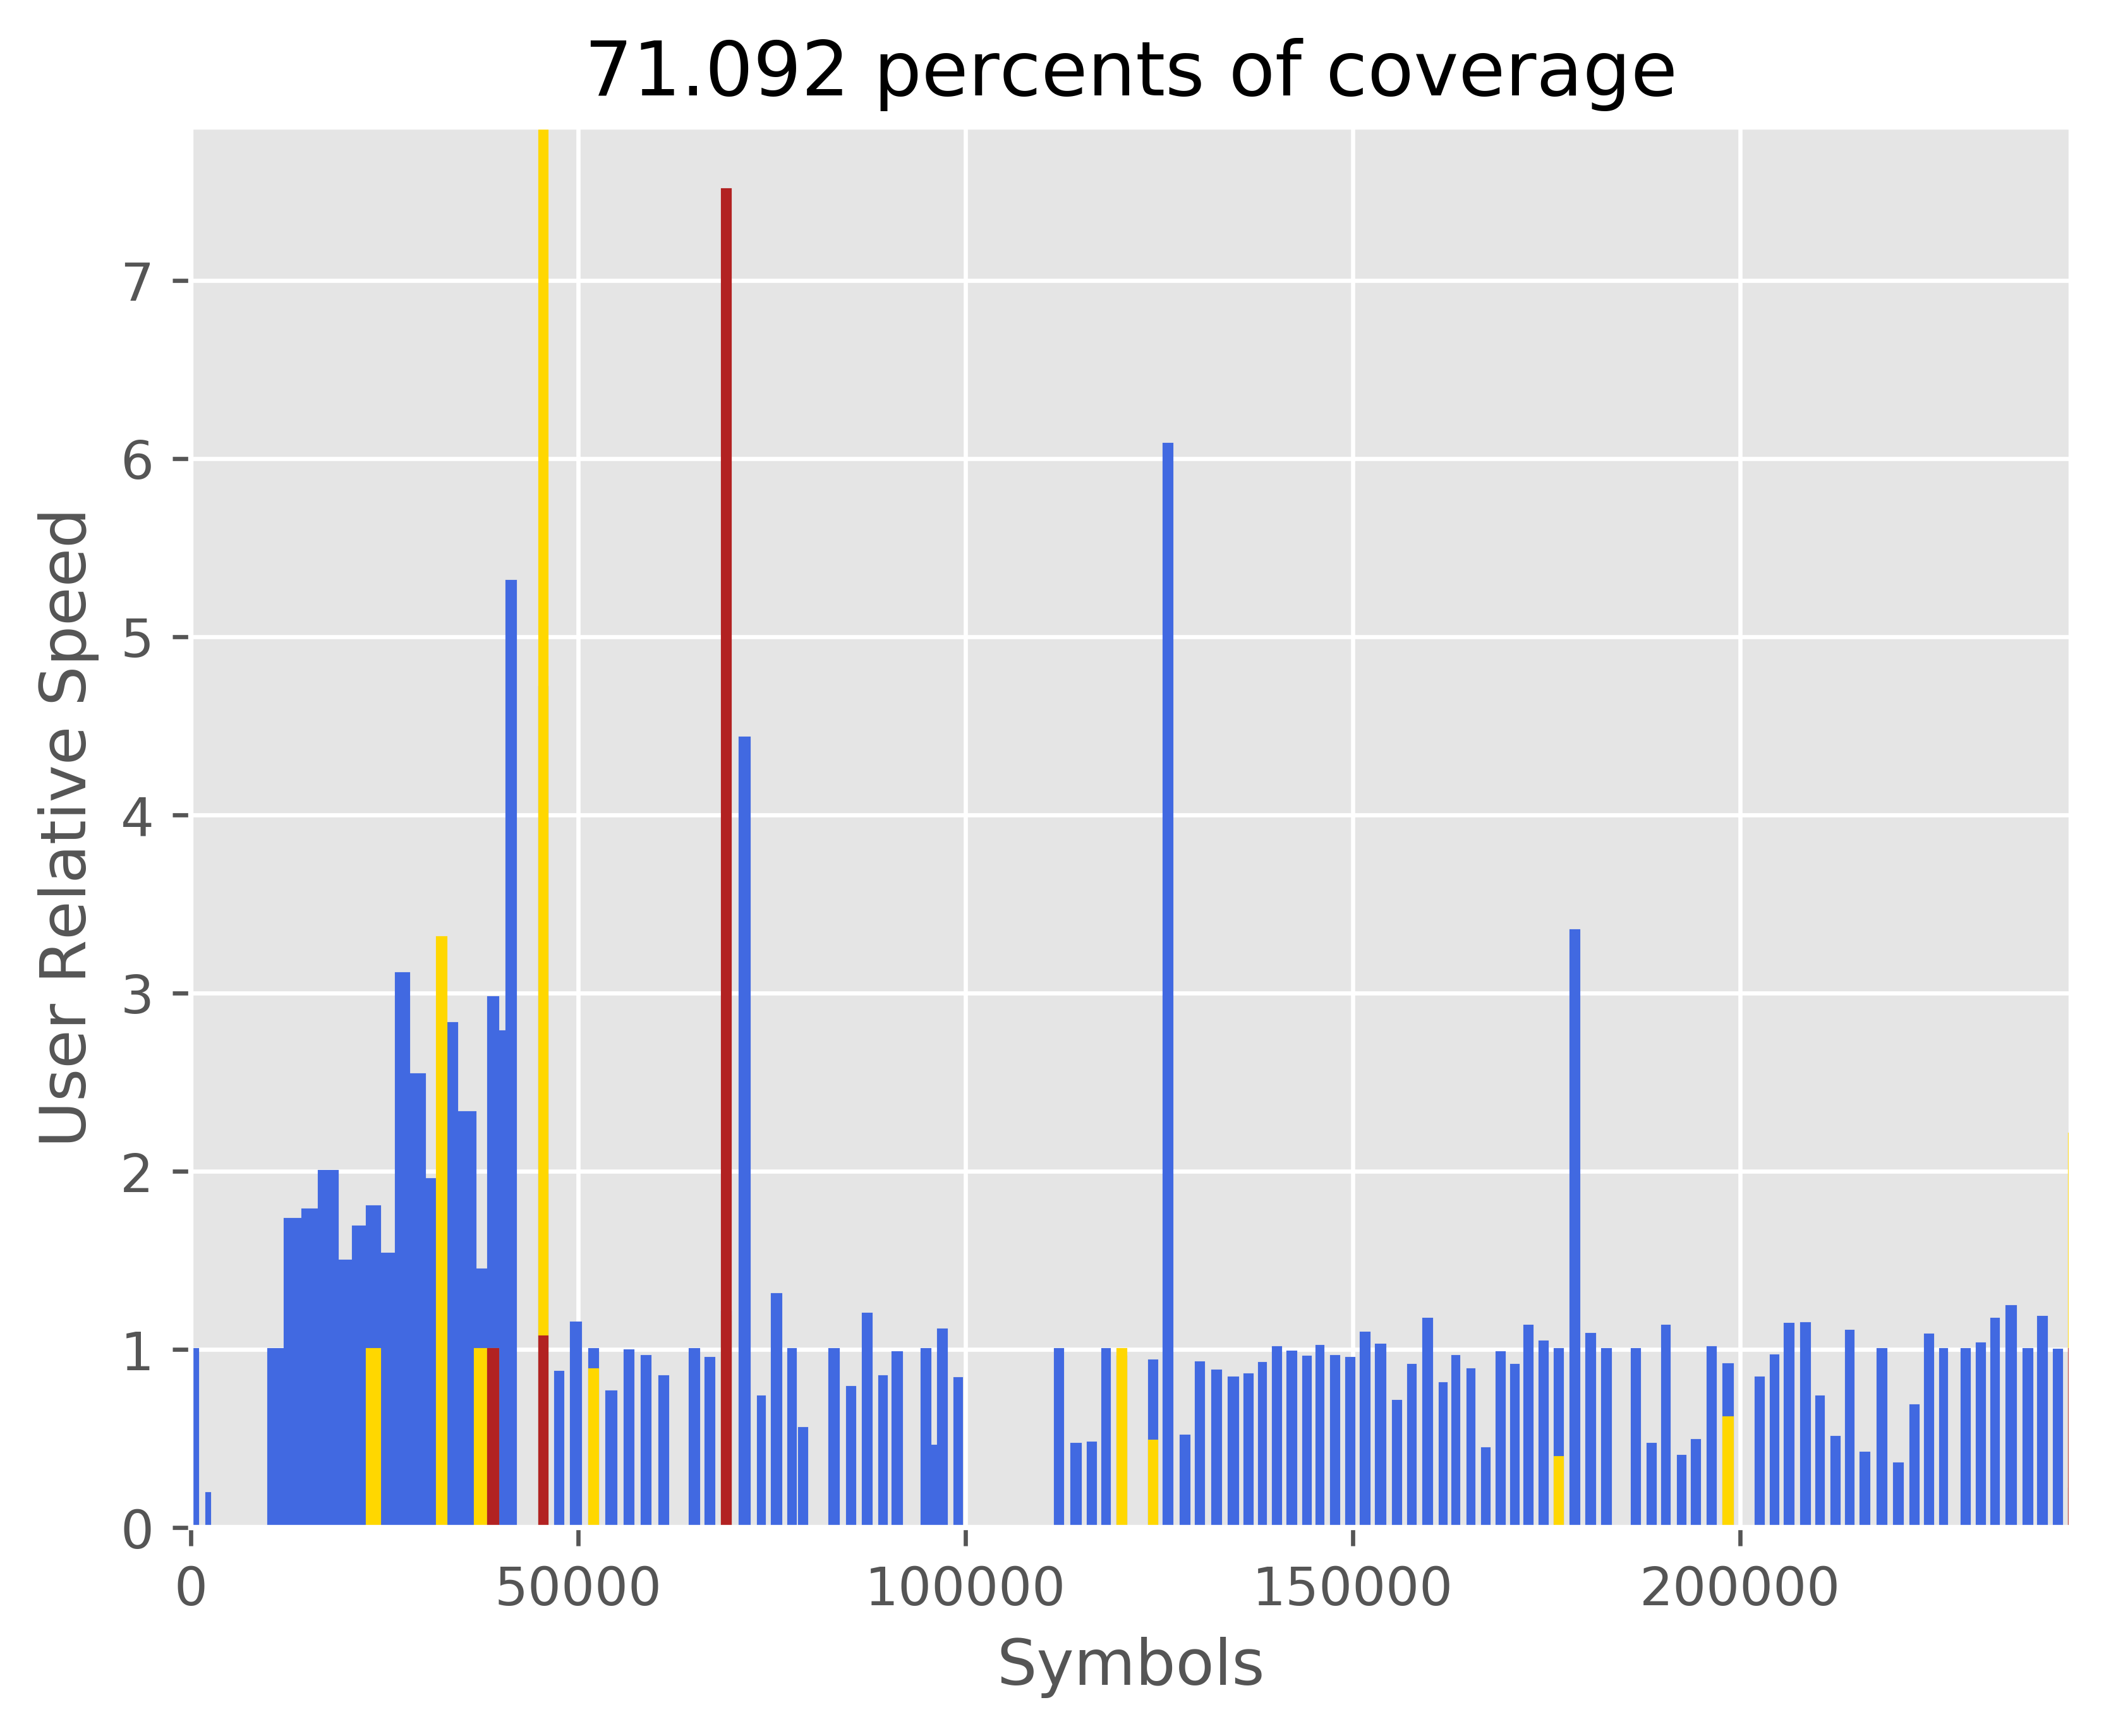 71.092 percents of coverage
7
6
5
4
3
2
1
0
User Relative Speed
0 50000 100000 150000 200000
Symbols